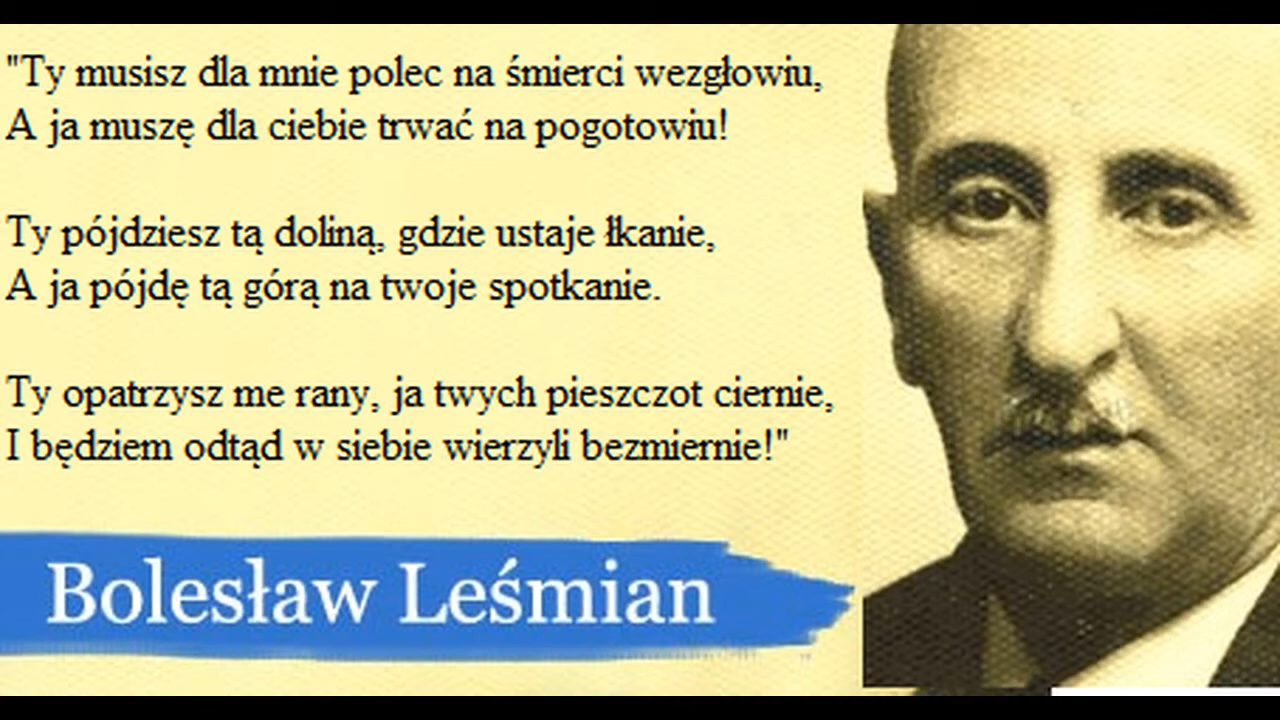 "Ty musisz dla mnie polec na śmierci wezgłowiu,
A ja muszę dla ciebie trwać na pogotowiu!
Ty pójdziesz tą doliną, gdzie ustaje łkanie,
A ja pójdę tą górą na twoje spotkanie.
Ty opatrzysz me rany, ja twych pieszczot ciernie,
I będziem odtąd w siebie wierzyli bezmiernie!"
Bolesław Leśmian